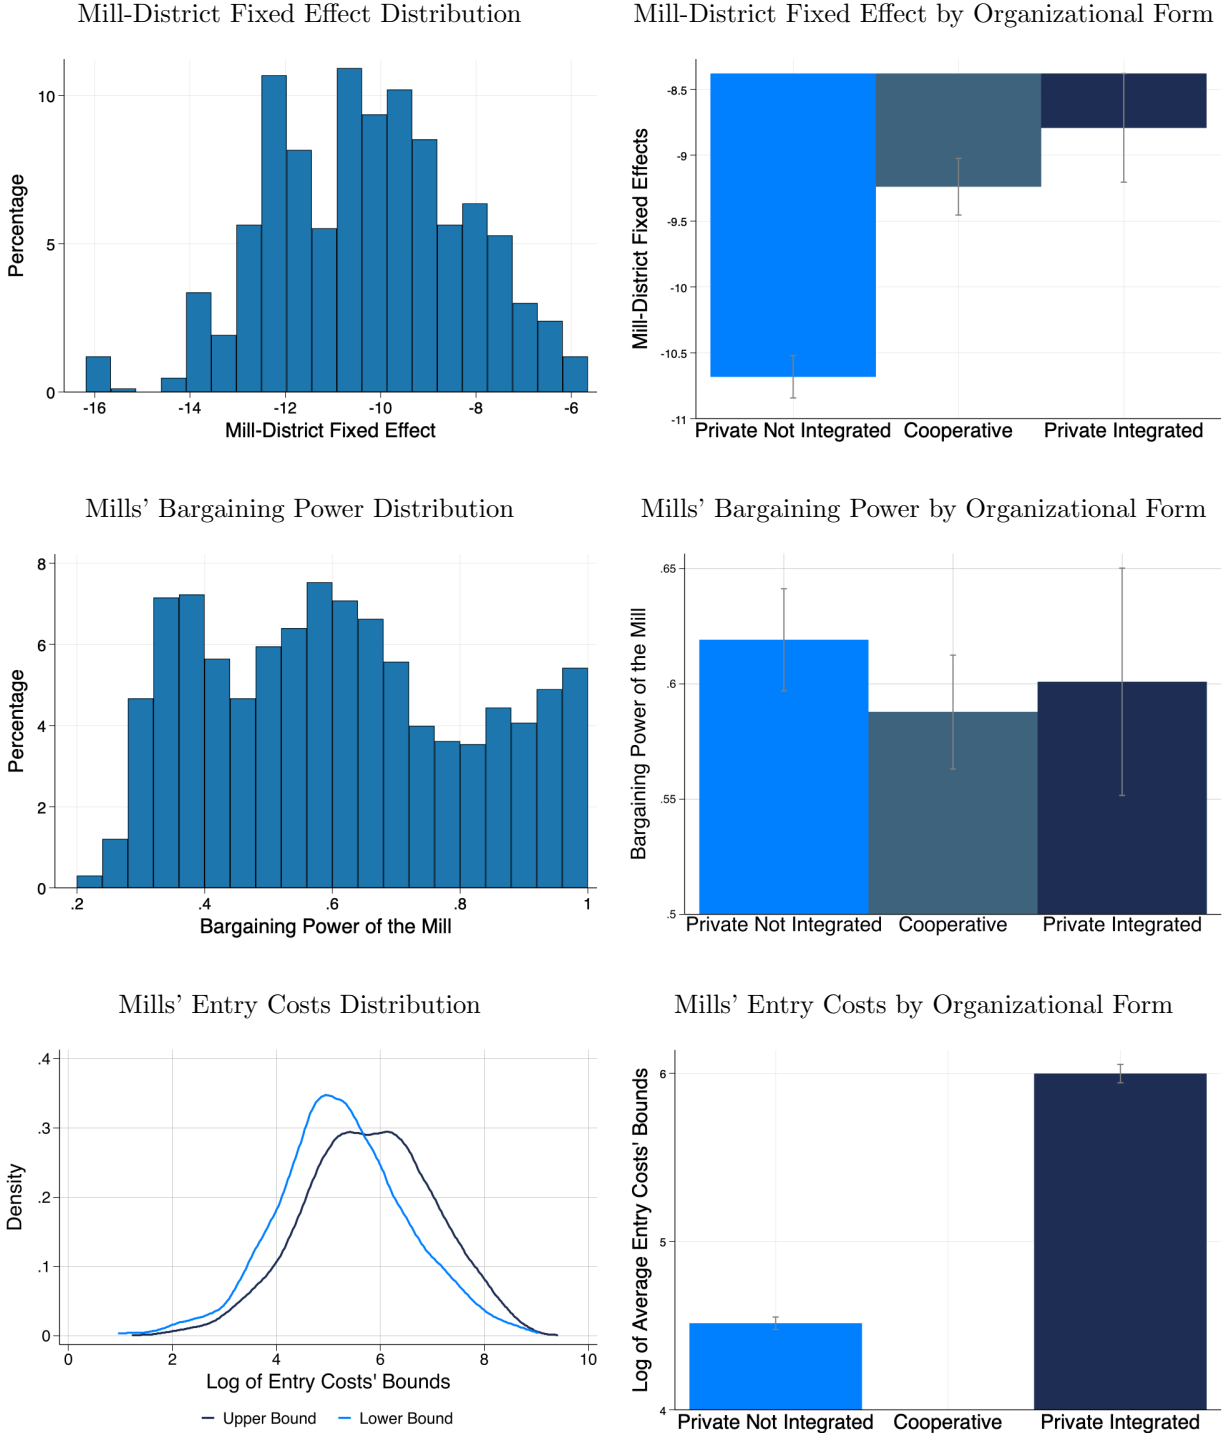 Mill-District Fixed Effect Distribution
10
5
0
Percentage
-16 -14 -12 -10 -8 -6
Mill-District Fixed Effect
Mill-District Fixed Effect by Organizational Form
-8.5
-9
-9.5
-10
-10.5
-11
Mill-District Fixed Effects
Private Not Integrated Cooperative Private Integrated
Mills' Bargaining Power Distribution
8
6
4
2
0
Percentage
.2 .4 .6 .8 1
Bargaining Power of the Mill
Mills' Bargaining Power by Organizational Form
.65
.6
.55
.5
Bargaining Power of the Mill
Private Not Integrated Cooperative Private Integrated
Mills' Entry Costs Distribution
.4
.3
.2
.1
0
Density
0 2 4 6 8 10
Log of Entry Costs' Bounds
Upper Bound Lower Bound
Mills' Entry Costs by Organizational Form
6
5
4
Log of Average Entry Costs' Bounds
Private Not Integrated Cooperative Private Integrated